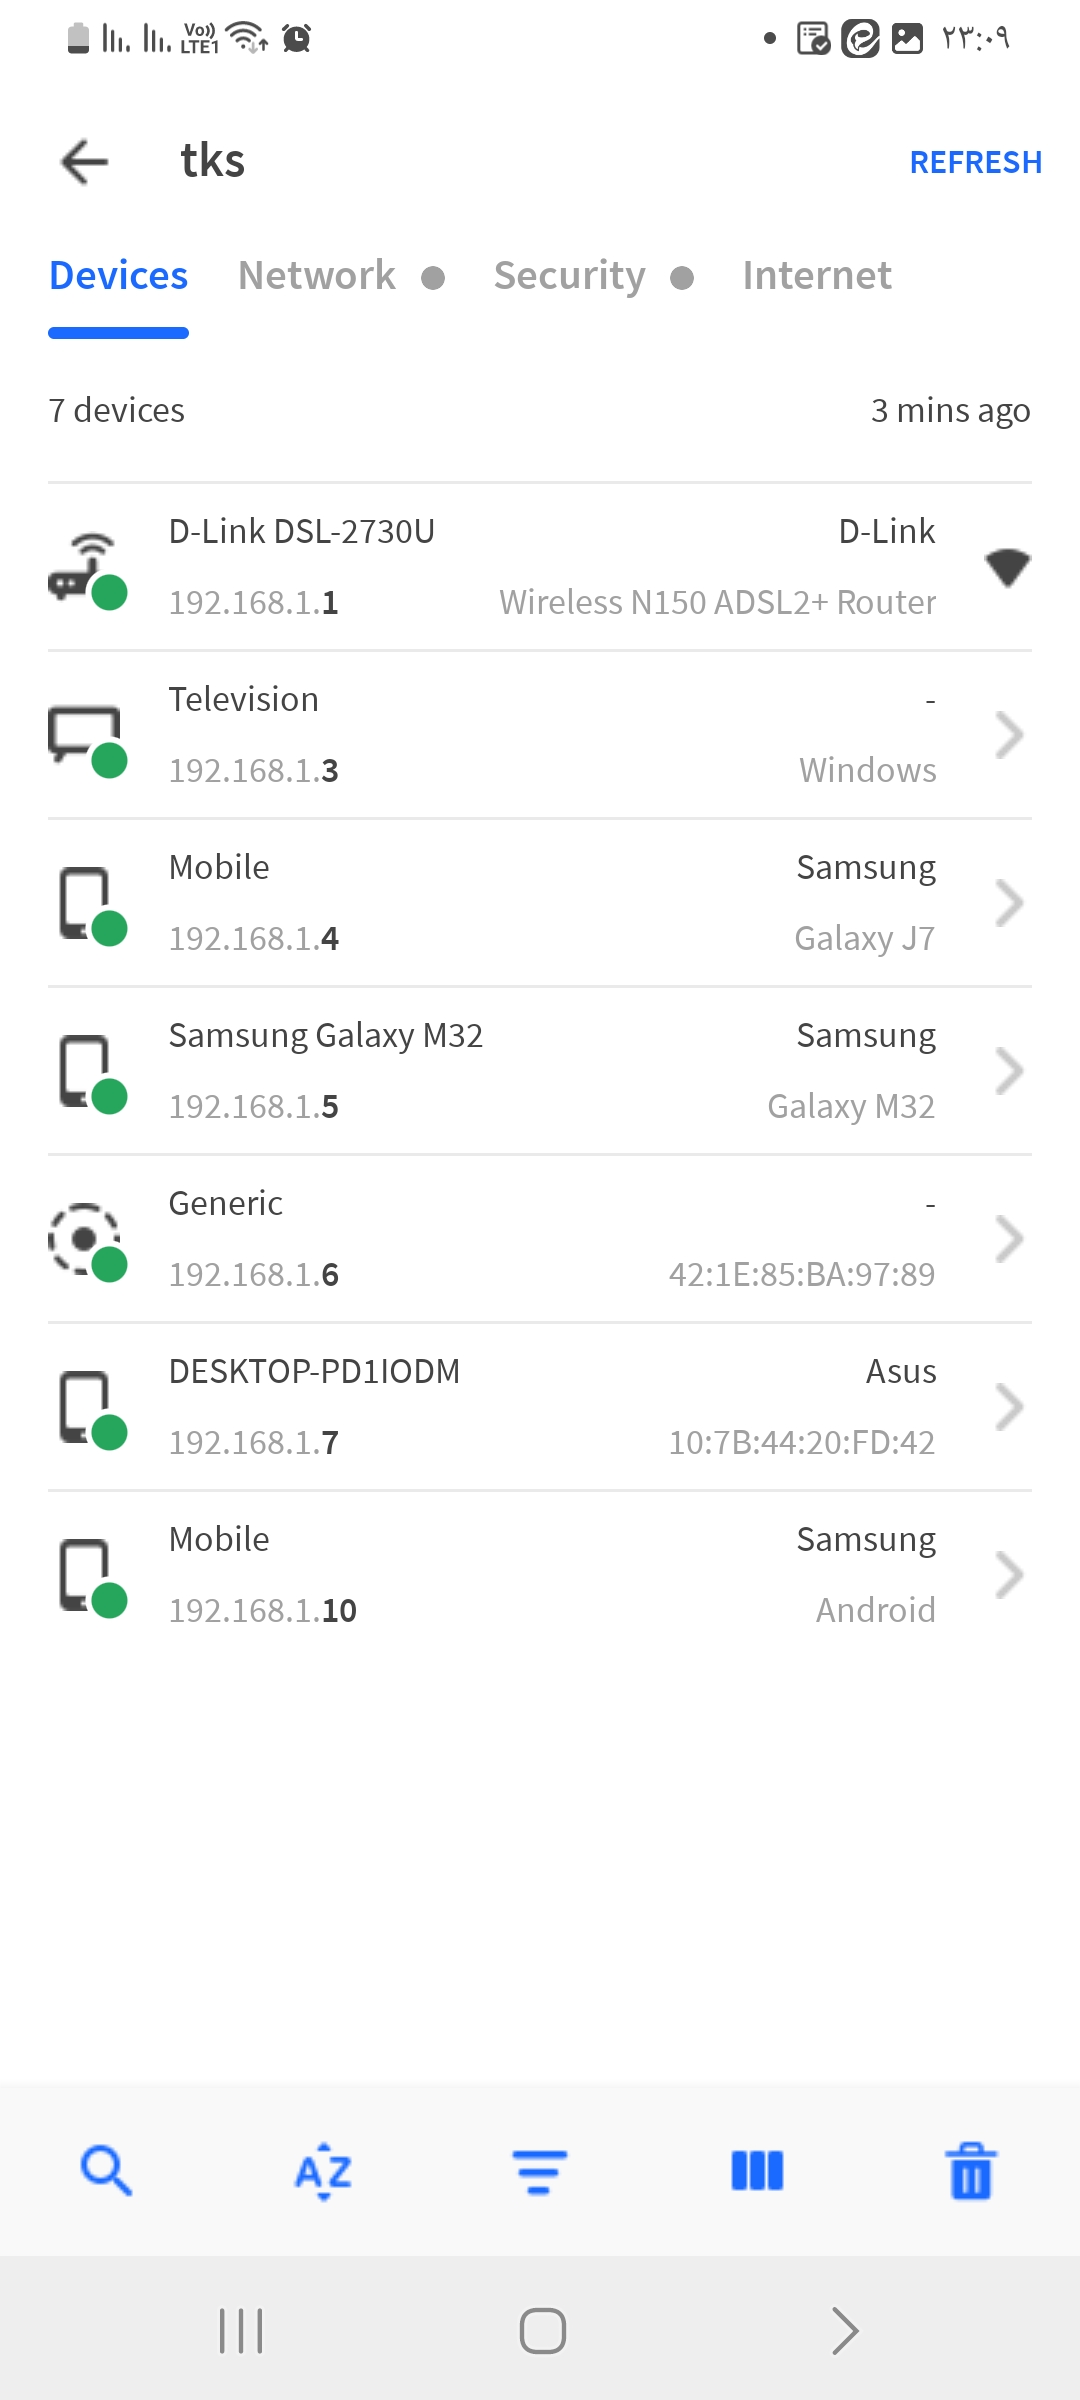 Vo)) LTE1 ۲۳:۰۹
tks REFRESH
Devices Network Security Internet
7 devices 3 mins ago
D-Link DSL-2730U D-Link
192.168.1.1 Wireless N150 ADSL2+ Router
Television -
192.168.1.3 Windows
Mobile Samsung
192.168.1.4 Galaxy J7
Samsung Galaxy M32 Samsung
192.168.1.5 Galaxy M32
Generic -
192.168.1.6 42:1E:85:BA:97:89
DESKTOP-PD1IODM Asus
192.168.1.7 10:7B:44:20:FD:42
Mobile Samsung
192.168.1.10 Android
AZ